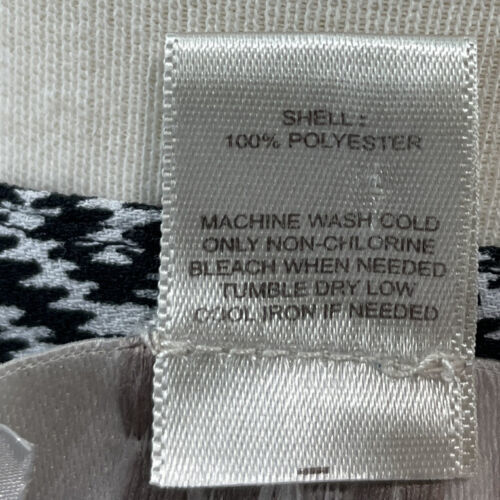 SHELL:
100% POLYESTER
MACHINE WASH COLD
ONLY NON-CHLORINE
BLEACH WHEN NEEDED
TUMBLE DRY LOW
COOL IRON IF NEEDED